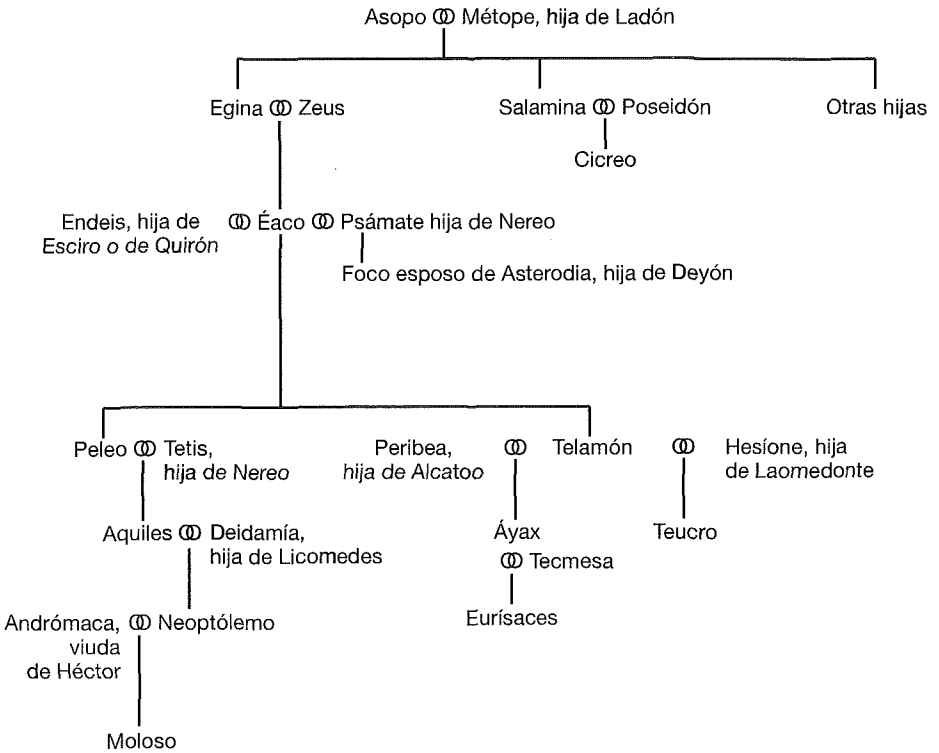 Asopo ⚭ Métope, hija de Ladón
Egina ⚭ Zeus
Salamina ⚭ Poseidón
Otras hijas
Cicreo
Endeis, hija de
Esciro o de Quirón
⚭ Éaco ⚭ Psámate hija de Nereo
Foco esposo de Asterodia, hija de Deyón
Peleo ⚭ Tetis,
hija de Nereo
Peribea,
hija de Alcatoo
⚭ Telamón ⚭
Hesíone, hija
de Laomedonte
Aquiles ⚭ Deidamía,
hija de Licomedes
Áyax
⚭ Tecmesa
Teucro
Eurísaces
Andrómaca,
viuda
de Héctor
⚭ Neoptólemo
Moloso